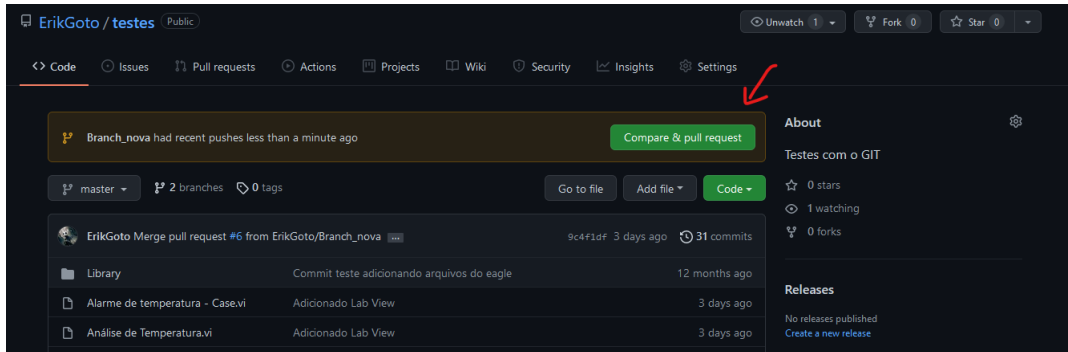 ErikGoto / testes Public
Unwatch 1
Fork 0
Star 0
<> Code
Issues
Pull requests
Actions
Projects
Wiki
Security
Insights
Settings
Branch_nova had recent pushes less than a minute ago
Compare & pull request
master
2 branches
0 tags
Go to file
Add file
Code
ErikGoto Merge pull request #6 from ErikGoto/Branch_nova ...
9c4f1df 3 days ago
31 commits
Library
Commit teste adicionando arquivos do eagle
12 months ago
Alarme de temperatura - Case.vi
Adicionado Lab View
3 days ago
Análise de Temperatura.vi
Adicionado Lab View
3 days ago
About
Testes com o GIT
0 stars
1 watching
0 forks
Releases
No releases published
Create a new release